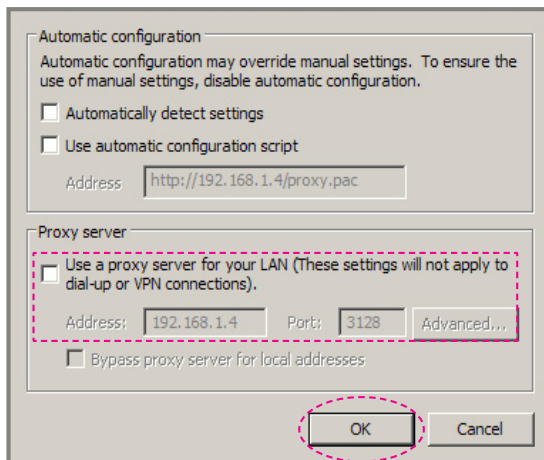 Automatic configuration
Automatic configuration may override manual settings. To ensure the
use of manual settings, disable automatic configuration.
Automatically detect settings
Use automatic configuration script
Address http://192.168.1.4/proxy.pac
Proxy server
Use a proxy server for your LAN (These settings will not apply to
dial-up or VPN connections).
Address: 192.168.1.4 Port: 3128 Advanced...
Bypass proxy server for local addresses
OK Cancel